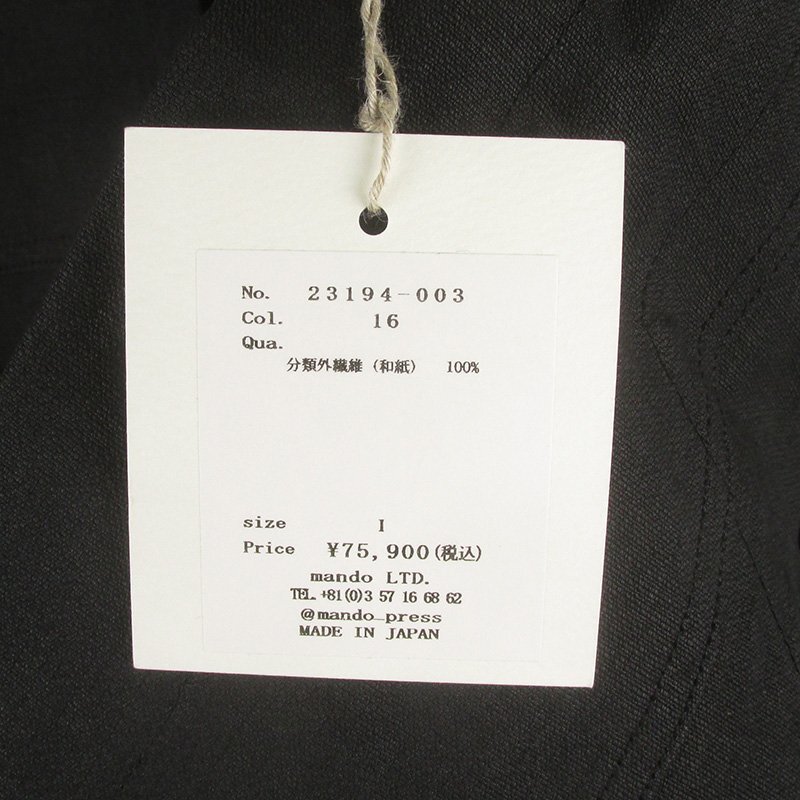 No. 23194-003
Col. 16
Qua.
分類外繊維（和紙） 100%
size I
Price ¥75,900(税込)
mando LTD.
TEL. +81(0)3 57 16 68 62
@mando_press
MADE IN JAPAN